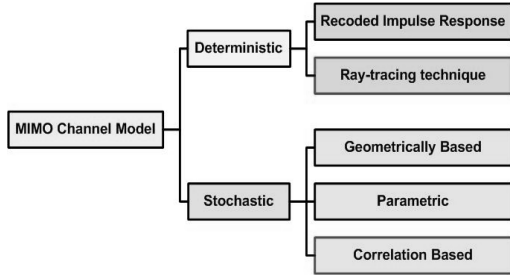 Recoded Impulse Response
Deterministic
Ray-tracing technique
MIMO Channel Model
Geometrically Based
Stochastic
Parametric
Correlation Based